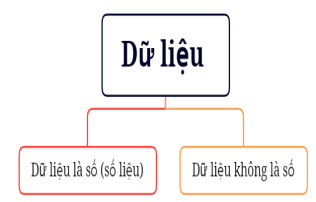 Dữ liệu
Dữ liệu là số (số liệu)
Dữ liệu không là số